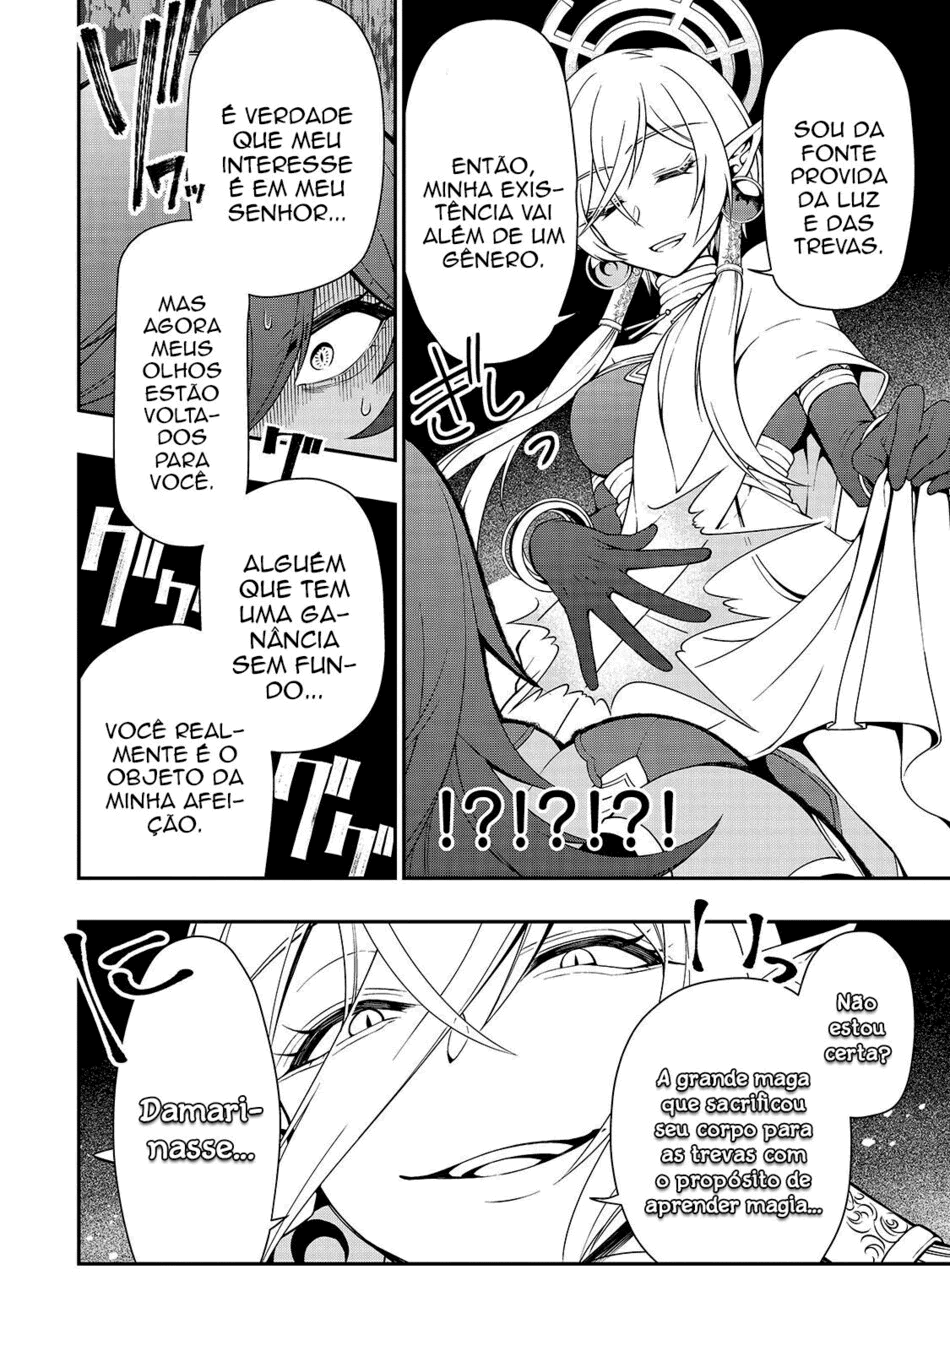 SOU DA
FONTE
PROVIDA
DA LUZ
E DAS
TREVAS.
ENTÃO,
MINHA EXIS-
TÊNCIA VAI
ALÉM DE UM
GÊNERO.
ぎしっ
!?!?!?!
É VERDADE
QUE MEU
INTERESSE
É EM MEU
SENHOR...
MAS
AGORA
MEUS
OLHOS
ESTÃO
VOLTA-
DOS
PARA
VOCÊ.
ALGUÉM
QUE TEM
UMA GA-
NÂNCIA
SEM FUN-
DO...
VOCÊ REAL-
MENTE É O
OBJETO DA
MINHA AFEI-
ÇÃO.
Não
estou
certa?
A grande maga
que sacrificou
seu corpo para
as trevas com
o propósito de
aprender magia...
Damari-
nasse...